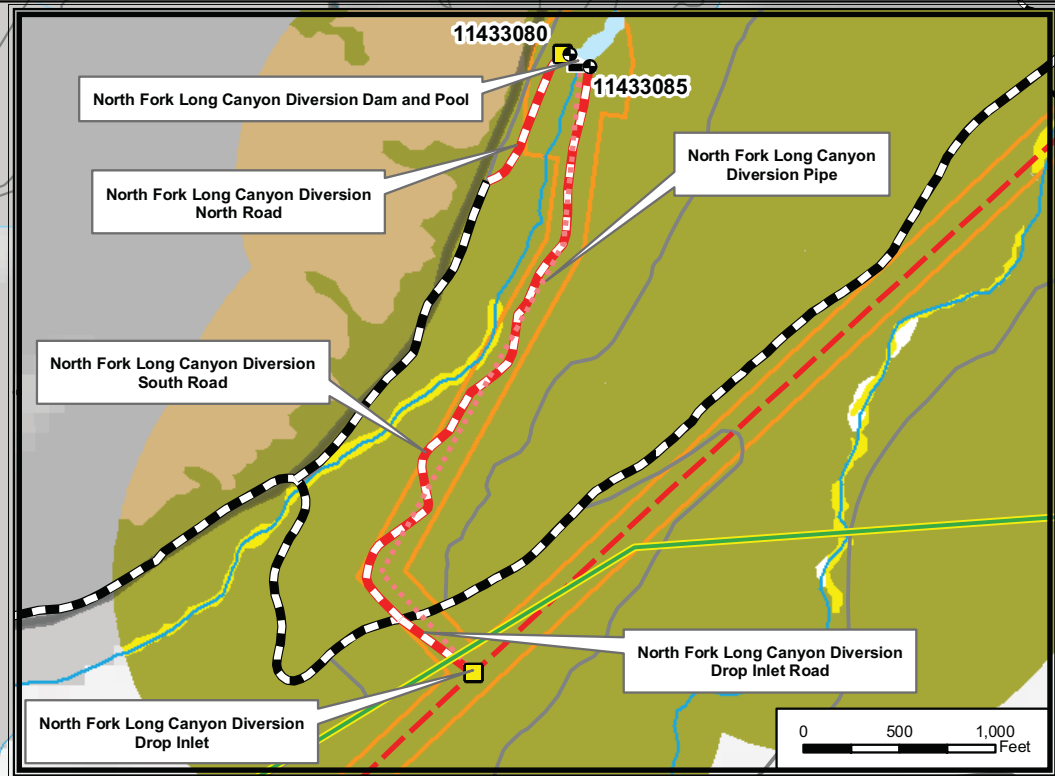 11433080
North Fork Long Canyon Diversion Dam and Pool
11433085
North Fork Long Canyon
Diversion Pipe
North Fork Long Canyon Diversion
North Road
North Fork Long Canyon Diversion
South Road
North Fork Long Canyon Diversion
Drop Inlet Road
North Fork Long Canyon Diversion
Drop Inlet
0 500 1,000
Feet